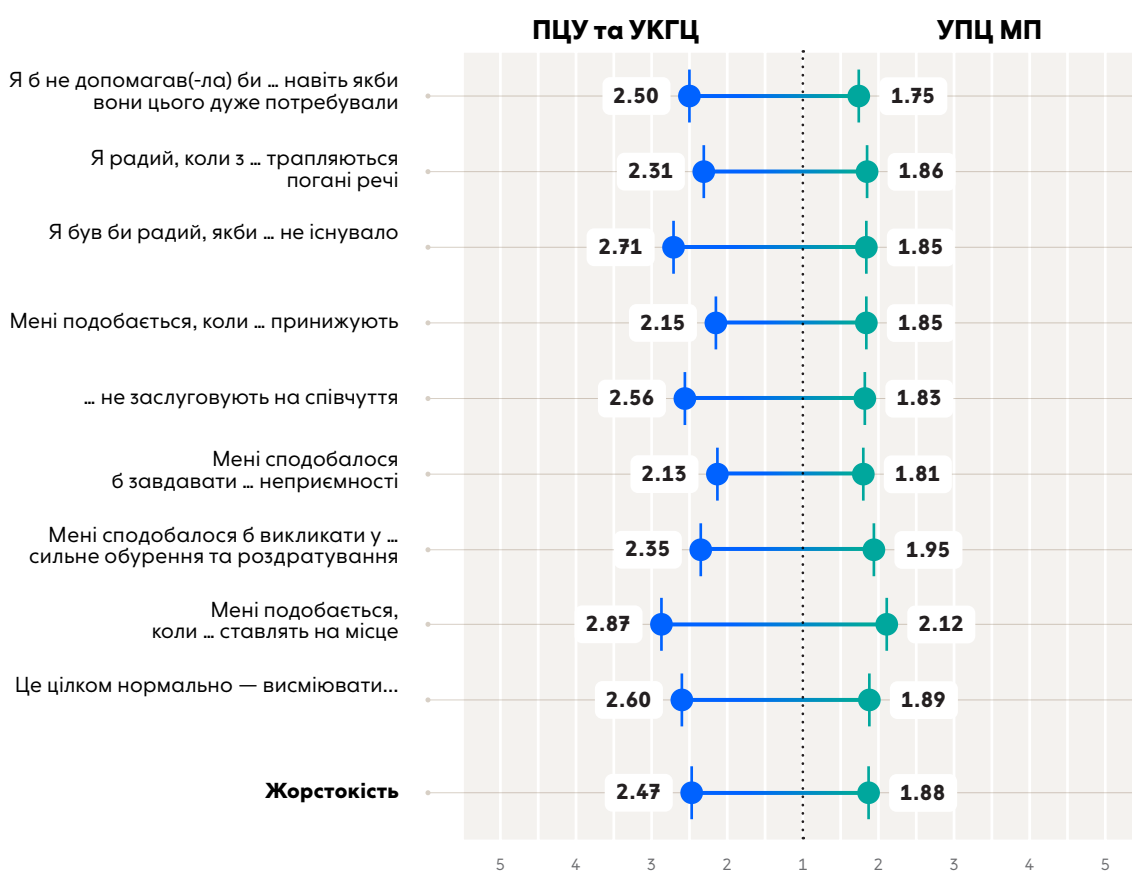 ПЦУ та УКГЦ УПЦ МП
Я б не допомагав(-ла) би … навіть якби
вони цього дуже потребували
2.50 1.75
Я радий, коли з … трапляються
погані речі
2.31 1.86
Я був би радий, якби … не існувало
2.71 1.85
Мені подобається, коли … принижують
2.15 1.85
… не заслуговують на співчуття
2.56 1.83
Мені сподобалося
б завдавати … неприємності
2.13 1.81
Мені сподобалося б викликати у …
сильне обурення та роздратування
2.35 1.95
Мені подобається,
коли … ставлять на місце
2.87 2.12
Це цілком нормально — висміювати...
2.60 1.89
Жорстокість
2.47 1.88
5 4 3 2 1 2 3 4 5